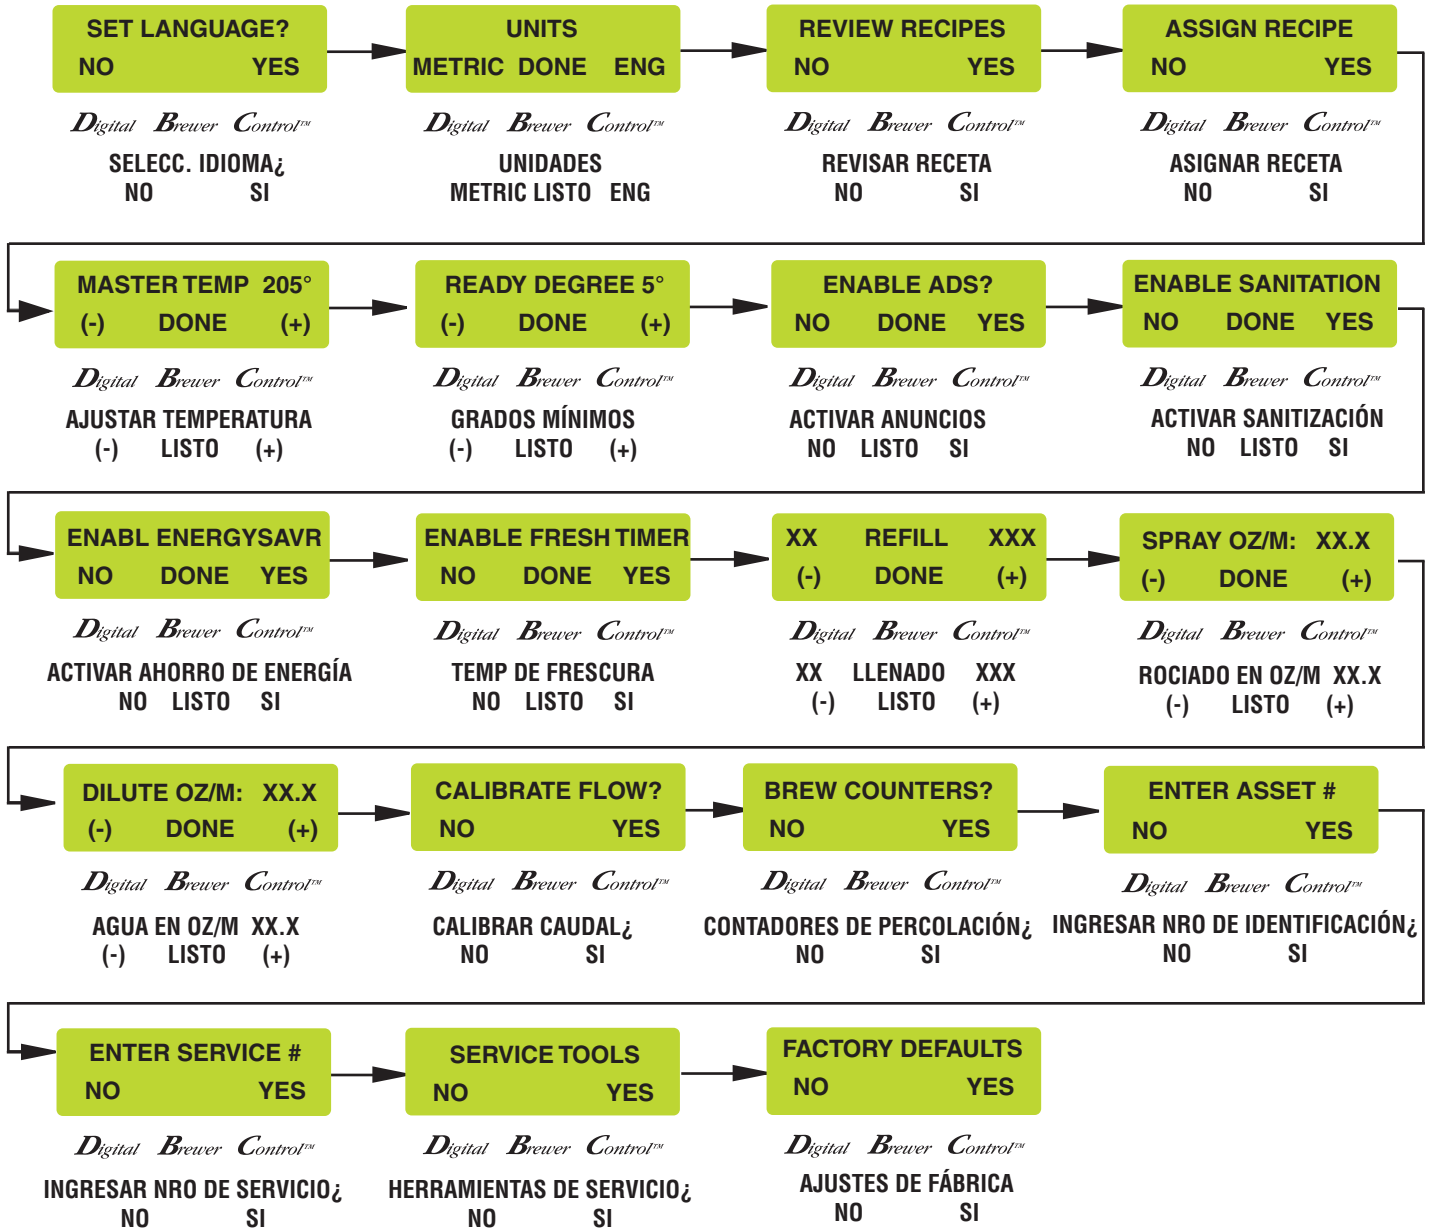 SET LANGUAGE?
NO YES
Digital Brewer Control™
SELECC. IDIOMA¿
NO SI
UNITS
METRIC DONE ENG
Digital Brewer Control™
UNIDADES
METRIC LISTO ENG
REVIEW RECIPES
NO YES
Digital Brewer Control™
REVISAR RECETA
NO SI
ASSIGN RECIPE
NO YES
Digital Brewer Control™
ASIGNAR RECETA
NO SI
MASTER TEMP 205°
(-) DONE (+)
Digital Brewer Control™
AJUSTAR TEMPERATURA
(-) LISTO (+)
READY DEGREE 5°
(-) DONE (+)
Digital Brewer Control™
GRADOS MÍNIMOS
(-) LISTO (+)
ENABLE ADS?
NO DONE YES
Digital Brewer Control™
ACTIVAR ANUNCIOS
NO LISTO SI
ENABLE SANITATION
NO DONE YES
Digital Brewer Control™
ACTIVAR SANITIZACIÓN
NO LISTO SI
ENABL ENERGYSAVR
NO DONE YES
Digital Brewer Control™
ACTIVAR AHORRO DE ENERGÍA
NO LISTO SI
ENABLE FRESH TIMER
NO DONE YES
Digital Brewer Control™
TEMP DE FRESCURA
NO LISTO SI
XX REFILL XXX
(-) DONE (+)
Digital Brewer Control™
XX LLENADO XXX
(-) LISTO (+)
SPRAY OZ/M: XX.X
(-) DONE (+)
Digital Brewer Control™
ROCIADO EN OZ/M XX.X
(-) LISTO (+)
DILUTE OZ/M: XX.X
(-) DONE (+)
Digital Brewer Control™
AGUA EN OZ/M XX.X
(-) LISTO (+)
CALIBRATE FLOW?
NO YES
Digital Brewer Control™
CALIBRAR CAUDAL¿
NO SI
BREW COUNTERS?
NO YES
Digital Brewer Control™
CONTADORES DE PERCOLACIÓN¿
NO SI
ENTER ASSET #
NO YES
Digital Brewer Control™
INGRESAR NRO DE IDENTIFICACIÓN¿
NO SI
ENTER SERVICE #
NO YES
Digital Brewer Control™
INGRESAR NRO DE SERVICIO¿
NO SI
SERVICE TOOLS
NO YES
Digital Brewer Control™
HERRAMIENTAS DE SERVICIO¿
NO SI
FACTORY DEFAULTS
NO YES
Digital Brewer Control™
AJUSTES DE FÁBRICA
NO SI